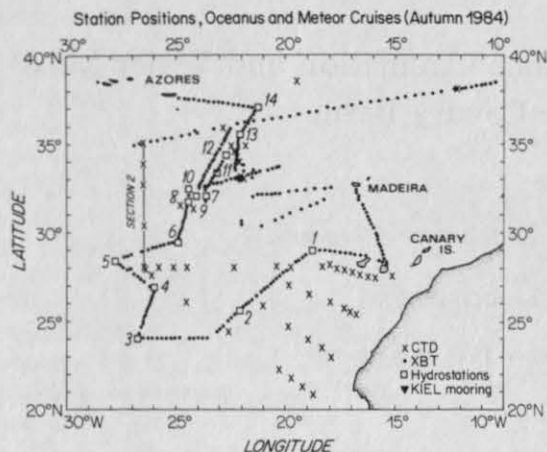 Station Positions, Oceanus and Meteor Cruises (Autumn 1984)
30°W 25° 20° 15° 10°W
40°N 40°N
AZORES
14
13
35° 35°
12
11
10
MADEIRA
8 7
9
SECTION 2
LATITUDE
30° 30°
6
1
CANARY IS.
5
4
25° 25°
2
3
x CTD
• XBT
□ Hydrostations
▼ KIEL mooring
20°N 20°N
30°W 25° 20° 15° 10°W
LONGITUDE